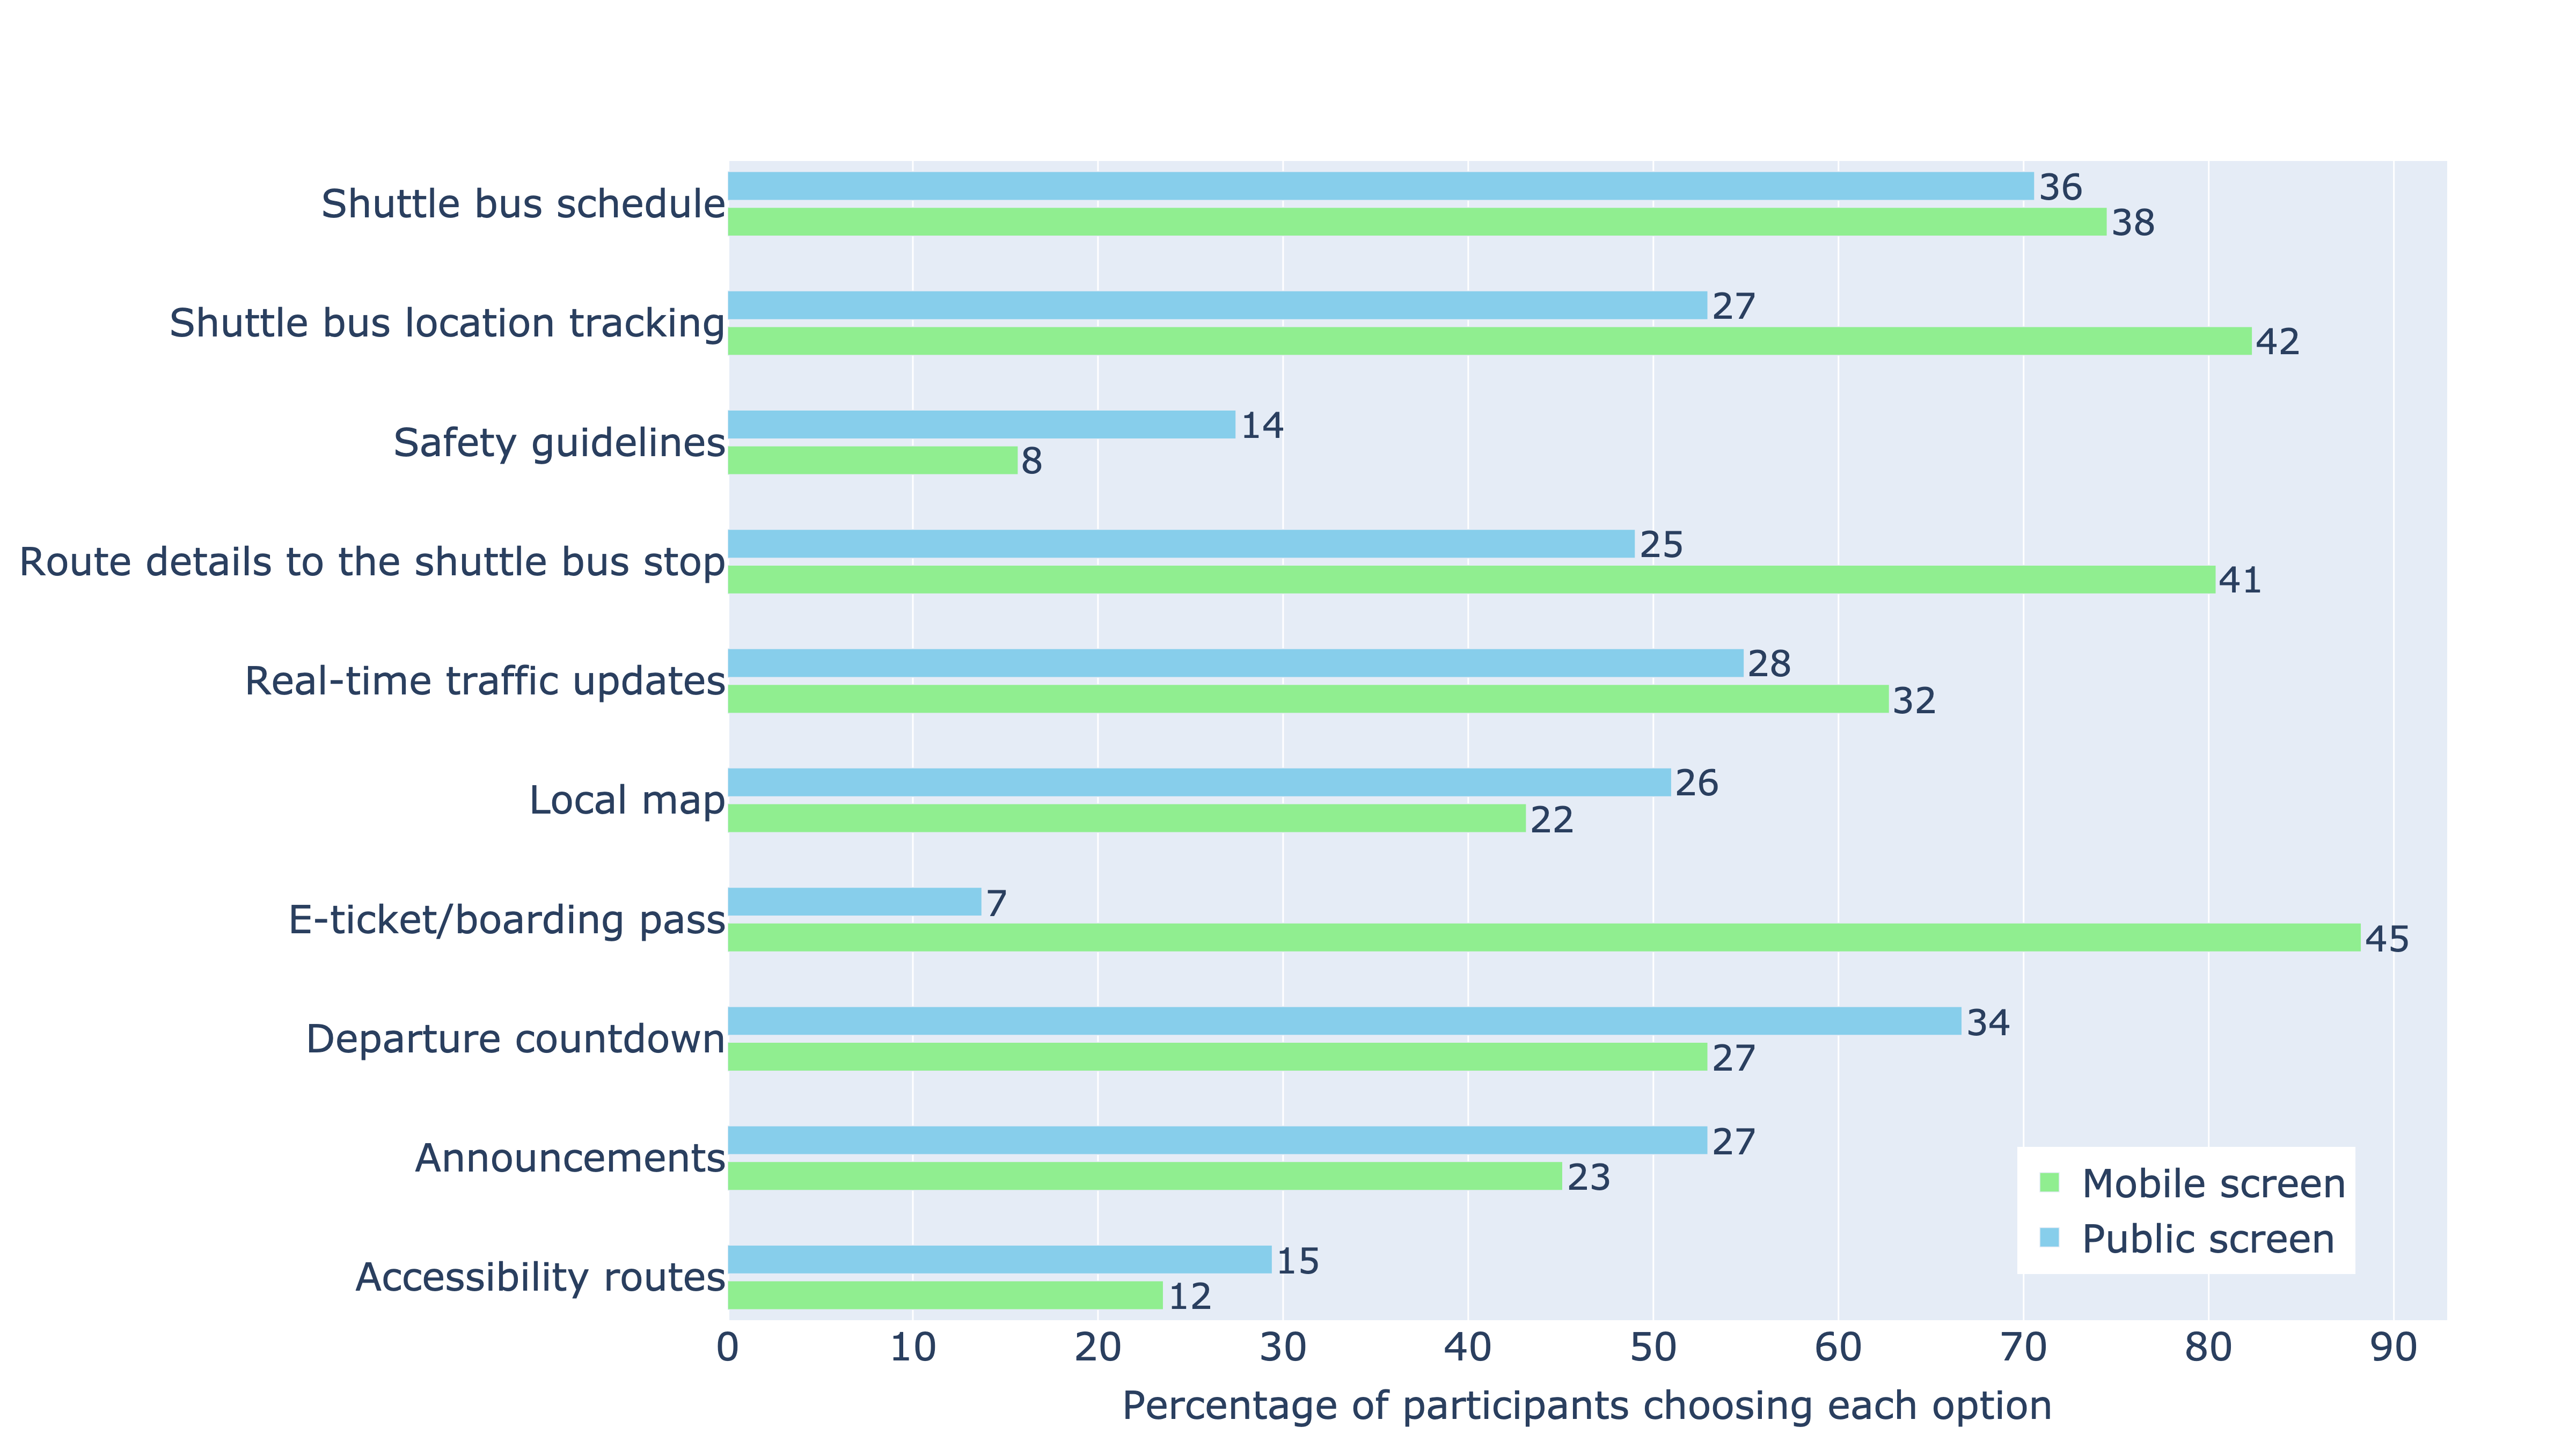 Shuttle bus schedule
36
38
Shuttle bus location tracking
27
42
Safety guidelines
14
8
Route details to the shuttle bus stop
25
41
Real-time traffic updates
28
32
Local map
26
22
E-ticket/boarding pass
7
45
Departure countdown
34
27
Announcements
27
23
Mobile screen
Public screen
Accessibility routes
15
12
0 10 20 30 40 50 60 70 80 90
Percentage of participants choosing each option